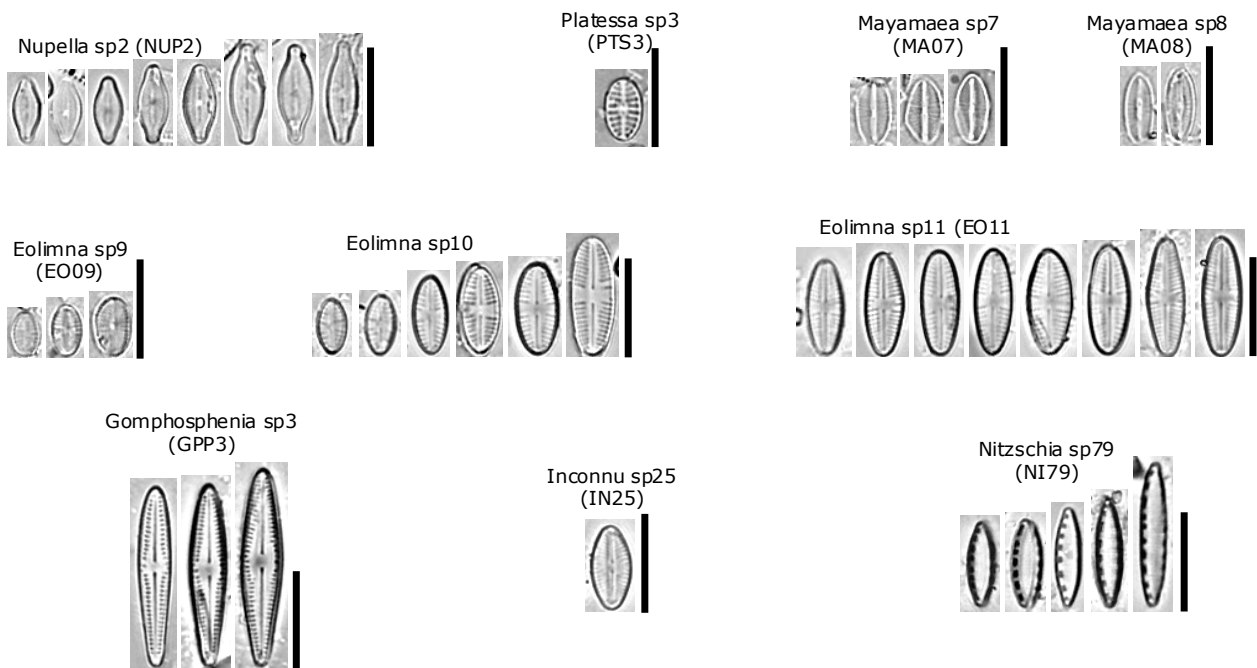 Nupella sp2 (NUP2)
Platessa sp3
(PTS3)
Mayamaea sp7
(MA07)
Mayamaea sp8
(MA08)
Eolimna sp9
(EO09)
Eolimna sp10
Eolimna sp11 (EO11
Gomphosphenia sp3
(GPP3)
Inconnu sp25
(IN25)
Nitzschia sp79
(NI79)